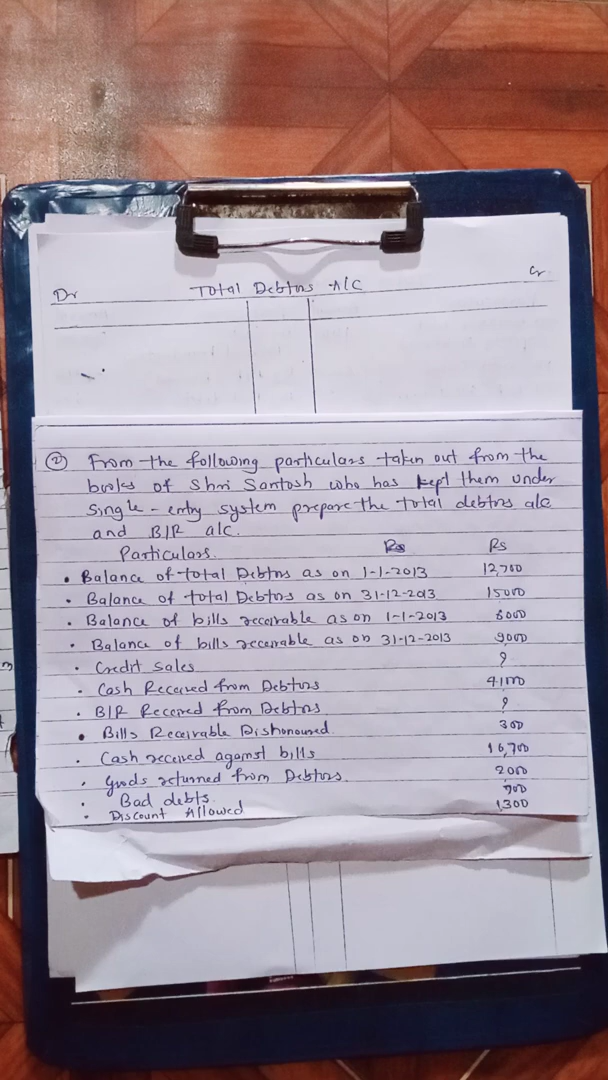 Dr Total Debtors A/C Cr
② From the following particulars taken out from the
books of Shri Santosh who has kept them under
Single-entry system prepare the total debtors a/c
and B/R a/c.
Particulars. Rs Rs
• Balance of total Debtors as on 1-1-2013 12,700
• Balance of total Debtors as on 31-12-2013 15000
• Balance of bills receivable as on 1-1-2013
• Balance of bills receivable as on 31-12-2013 9000
• Credit Sales ?
• Cash Received from Debtors
• B/R Received from Debtors ?
• Bills Receivable Dishonoured 300
• Cash received against bills 16,700
• goods returned from Debtors. 2000
• Bad debts.
• Discount Allowed 1,300